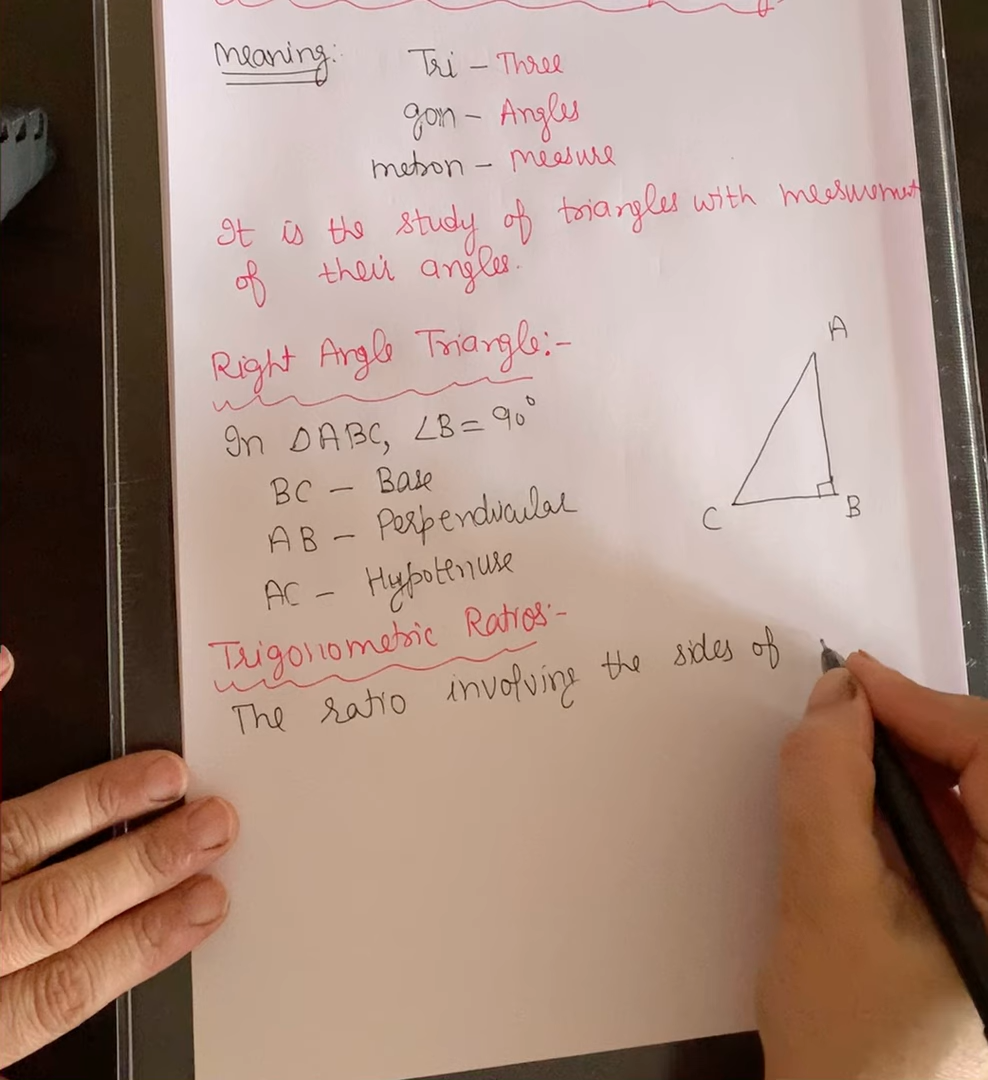 Meaning:
Tri - Three
gon - Angles
metron - Measure
It is the study of triangles with measurement
of their angles.
Right Angle Triangle:-
In △ABC, ∠B = 90°
BC - Base
AB - Perpendicular
AC - Hypotenuse
A
C
B
Trigonometric Ratios:-
The ratio involving the sides of